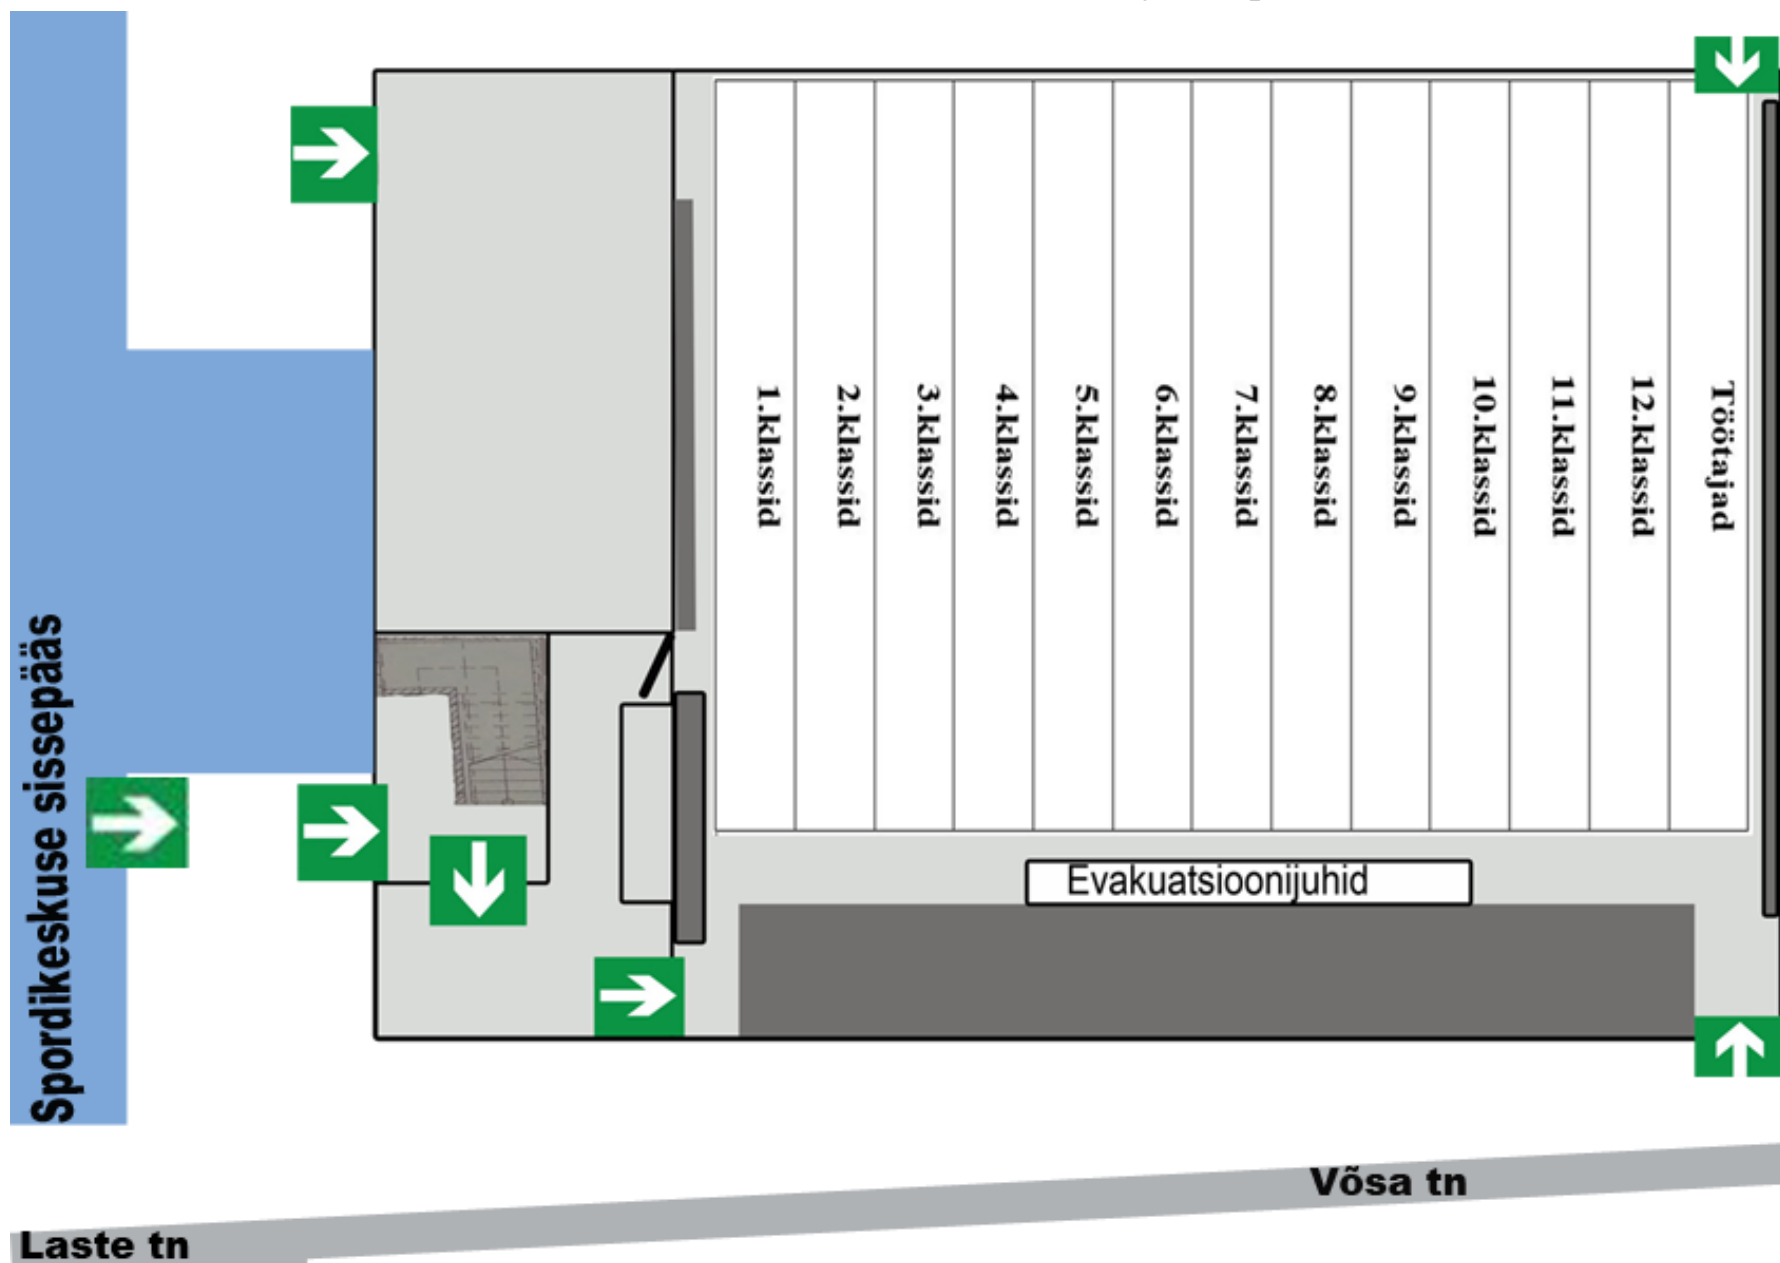 1.klassid
2.klassid
3.klassid
4.klassid
5.klassid
6.klassid
7.klassid
8.klassid
9.klassid
10.klassid
11.klassid
12.klassid
Töötajad
Spordikeskuse sissepääs
Evakuatsioonijuhid
Võsa tn
Laste tn